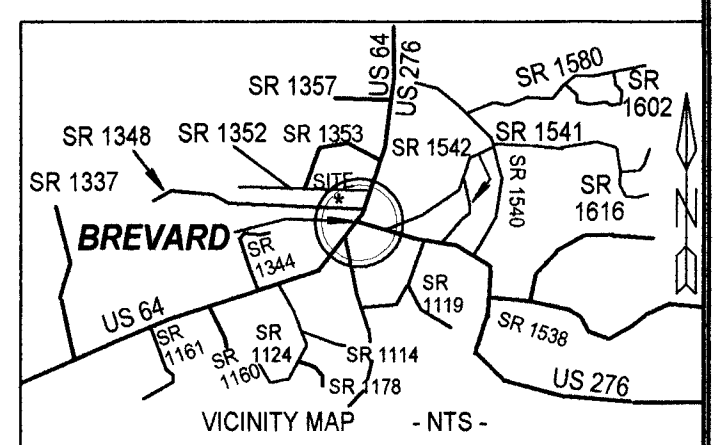 US 64
US 276
SR 1580
SR 1357
SR
1602
SR 1348
SR 1352
SR 1353
SR 1542
SR 1541
SR 1337
SITE
*
SR 1540
SR
1616
N
BREVARD
SR
1344
SR
1119
US 64
SR
1161
SR
1160
SR
1124
SR 1114
SR 1538
SR 1178
US 276
VICINITY MAP - NTS -